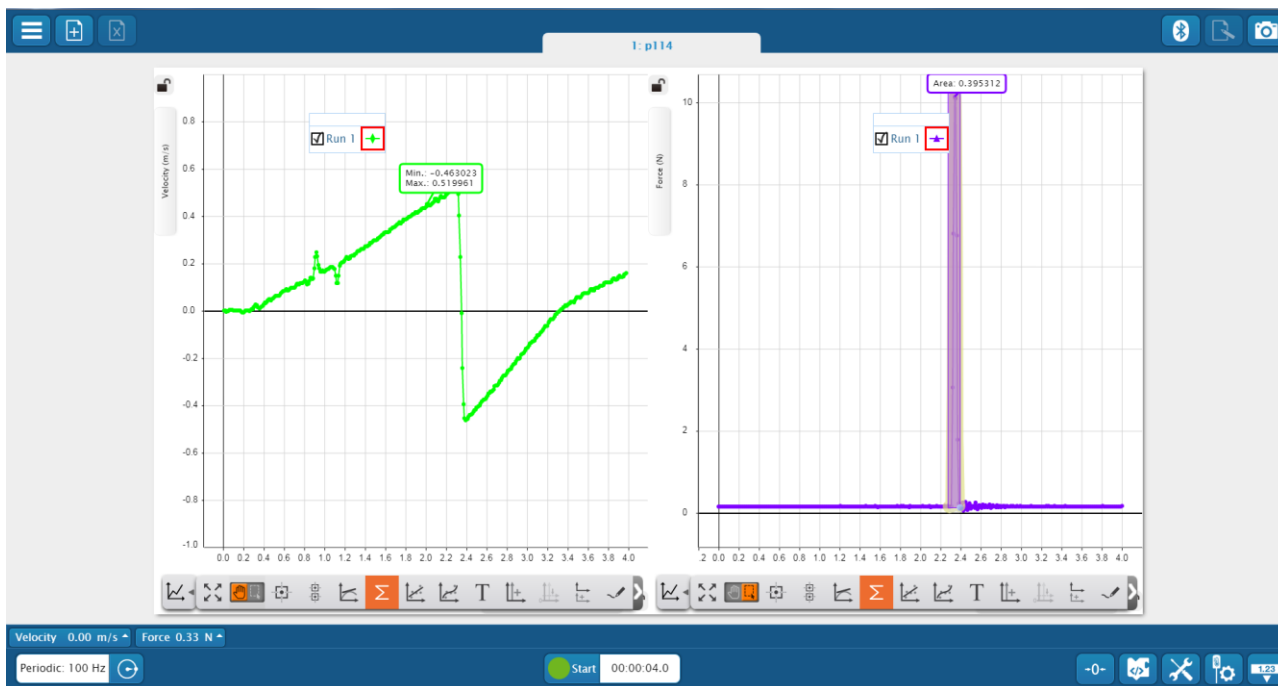 1: p114
Velocity (m/s)
0.8
0.6
0.4
0.2
0.0
-0.2
-0.4
-0.6
-0.8
-1.0
Run 1
Min.: -0.463023
Max.: 0.519961
0.0 0.2 0.4 0.6 0.8 1.0 1.2 1.4 1.6 1.8 2.0 2.2 2.4 2.6 2.8 3.0 3.2 3.4 3.6 3.8 4.0
Force (N)
10
8
6
4
2
0
Area: 0.395312
Run 1
.2 0.0 0.2 0.4 0.6 0.8 1.0 1.2 1.4 1.6 1.8 2.0 2.2 2.4 2.6 2.8 3.0 3.2 3.4 3.6 3.8 4.0
Σ T
Σ T
Velocity 0.00 m/s Force 0.33 N
Periodic: 100 Hz Start 00:00:04.0 -0- 1.23